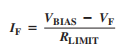 I_F = (V_BIAS − V_F) / R_LIMIT